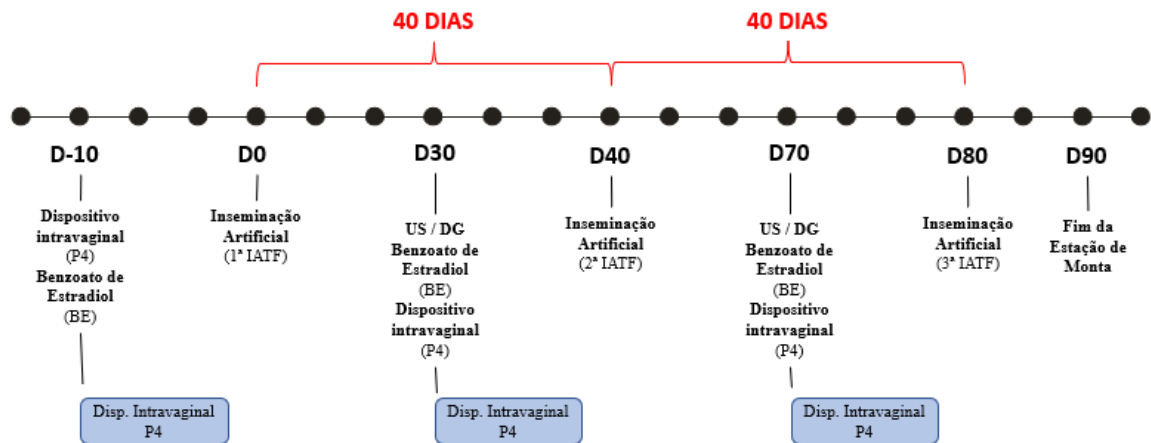 40 DIAS
40 DIAS
D-10
D0
D30
D40
D70
D80
D90
Dispositivo
intravaginal
(P4)
Benzoato de
Estradiol
(BE)
Inseminação
Artificial
(1ª IATF)
US / DG
Benzoato de
Estradiol
(BE)
Dispositivo
intravaginal
(P4)
Inseminação
Artificial
(2ª IATF)
US / DG
Benzoato de
Estradiol
(BE)
Dispositivo
intravaginal
(P4)
Inseminação
Artificial
(3ª IATF)
Fim da
Estação de
Monta
Disp. Intravaginal
P4
Disp. Intravaginal
P4
Disp. Intravaginal
P4